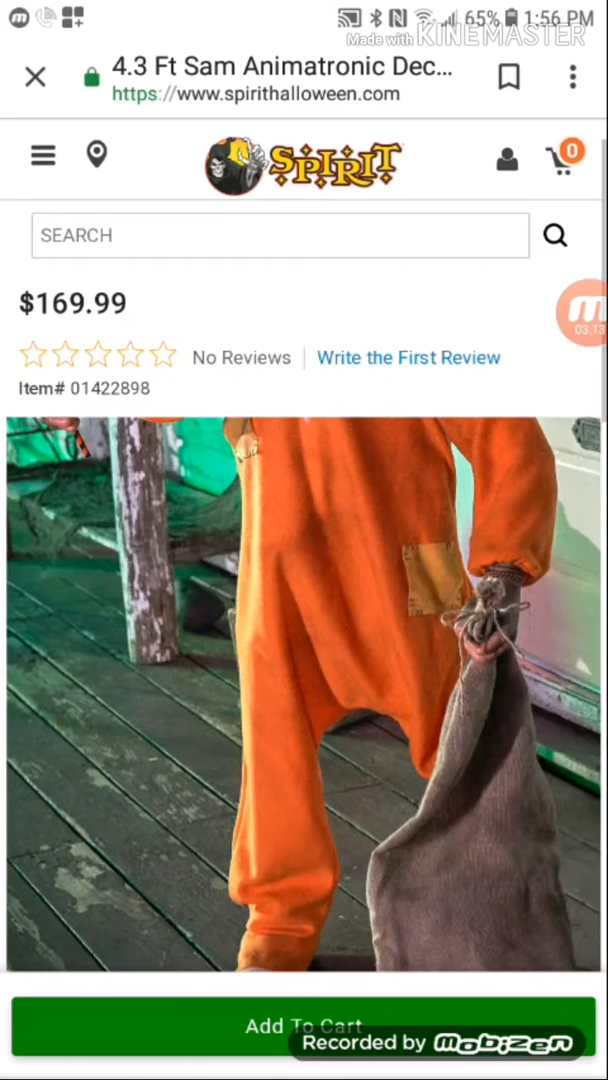 65% 1:56 PM
Made with KINEMASTER
4.3 Ft Sam Animatronic Dec...
https://www.spirithalloween.com
SPIRIT
0
SEARCH
$169.99
03:13
No Reviews Write the First Review
Item# 01422898
Add To Cart
Recorded by mobizen